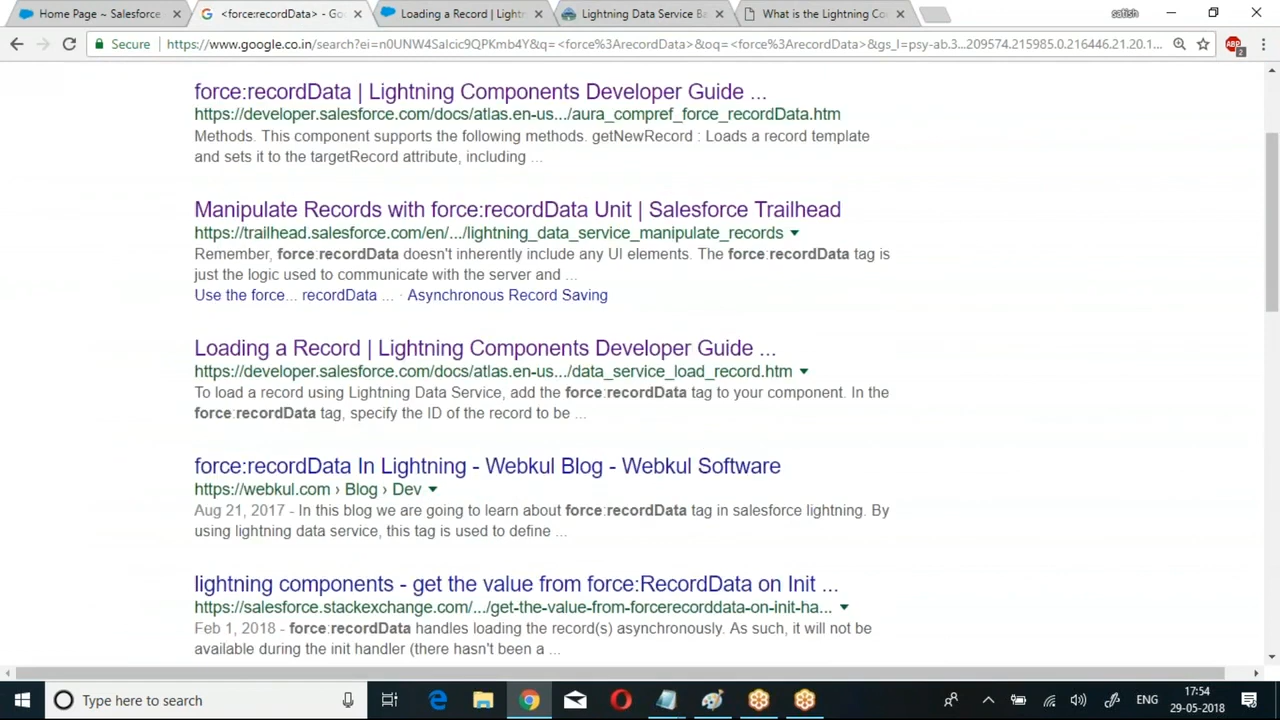 Home Page ~ Salesforce
<force:recordData> - Go
Loading a Record | Lightn
Lightning Data Service Ba
What is the Lightning Co
satish
Secure
https://www.google.co.in/search?ei=n0UNW4SaIcic9QPKmb4Y&q=<force%3ArecordData>&oq=<force%3ArecordData>&gs_l=psy-ab.3...209574.215985.0.216446.21.20.1...
ABP
2
force:recordData | Lightning Components Developer Guide ...
https://developer.salesforce.com/docs/atlas.en-us.../aura_compref_force_recordData.htm
Methods. This component supports the following methods. getNewRecord : Loads a record template
and sets it to the targetRecord attribute, including ...
Manipulate Records with force:recordData Unit | Salesforce Trailhead
https://trailhead.salesforce.com/en/.../lightning_data_service_manipulate_records
Remember, force:recordData doesn't inherently include any UI elements. The force:recordData tag is
just the logic used to communicate with the server and ...
Use the force... recordData ... · Asynchronous Record Saving
Loading a Record | Lightning Components Developer Guide ...
https://developer.salesforce.com/docs/atlas.en-us.../data_service_load_record.htm
To load a record using Lightning Data Service, add the force:recordData tag to your component. In the
force:recordData tag, specify the ID of the record to be ...
force:recordData In Lightning - Webkul Blog - Webkul Software
https://webkul.com › Blog › Dev
Aug 21, 2017 - In this blog we are going to learn about force:recordData tag in salesforce lightning. By
using lightning data service, this tag is used to define ...
lightning components - get the value from force:RecordData on Init ...
https://salesforce.stackexchange.com/.../get-the-value-from-forcerecorddata-on-init-ha...
Feb 1, 2018 - force:recordData handles loading the record(s) asynchronously. As such, it will not be
available during the init handler (there hasn't been a ...
Type here to search
ENG
17:54
29-05-2018